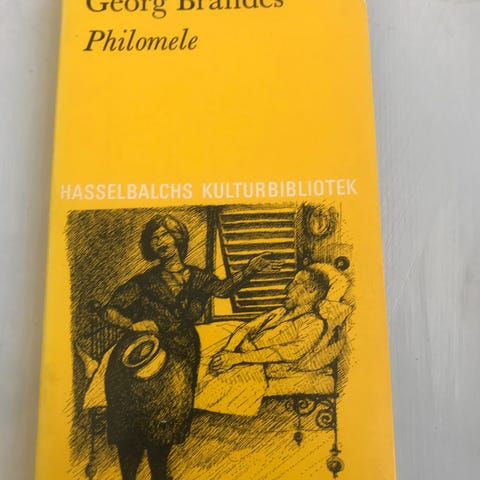 Georg Brandes
Philomele
HASSELBALCHS KULTURBIBLIOTEK